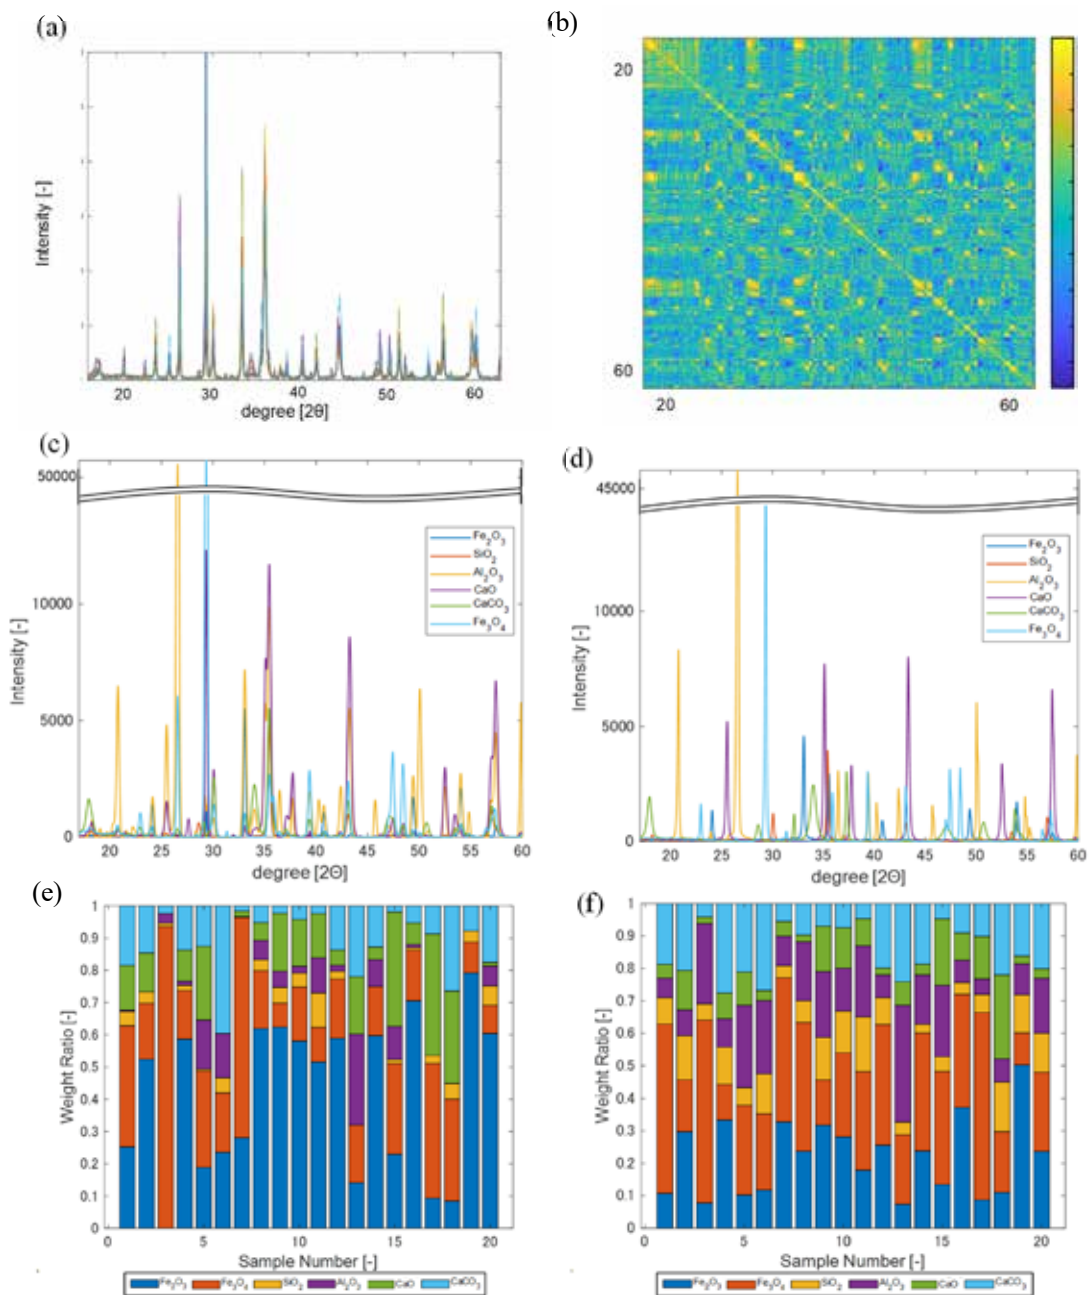 (a)
Intensity [-]
20 30 40 50 60
degree [2θ]
(b)
20
60
20 60
(c)
50000
10000
5000
0
Intensity [-]
Fe2O3
SiO2
Al2O3
CaO
CaCO3
Fe3O4
20 25 30 35 40 45 50 55 60
degree [2Θ]
(d)
45000
10000
5000
0
Intensity [-]
Fe2O3
SiO2
Al2O3
CaO
CaCO3
Fe3O4
20 25 30 35 40 45 50 55 60
degree [2Θ]
(e)
1
0.9
0.8
0.7
0.6
0.5
0.4
0.3
0.2
0.1
0
Weight Ratio [-]
0 5 10 15 20
Sample Number [-]
Fe2O3 Fe3O4 SiO2 Al2O3 CaO CaCO3
(f)
1
0.9
0.8
0.7
0.6
0.5
0.4
0.3
0.2
0.1
0
Weight Ratio [-]
0 5 10 15 20
Sample Number [-]
Fe2O3 Fe3O4 SiO2 Al2O3 CaO CaCO3